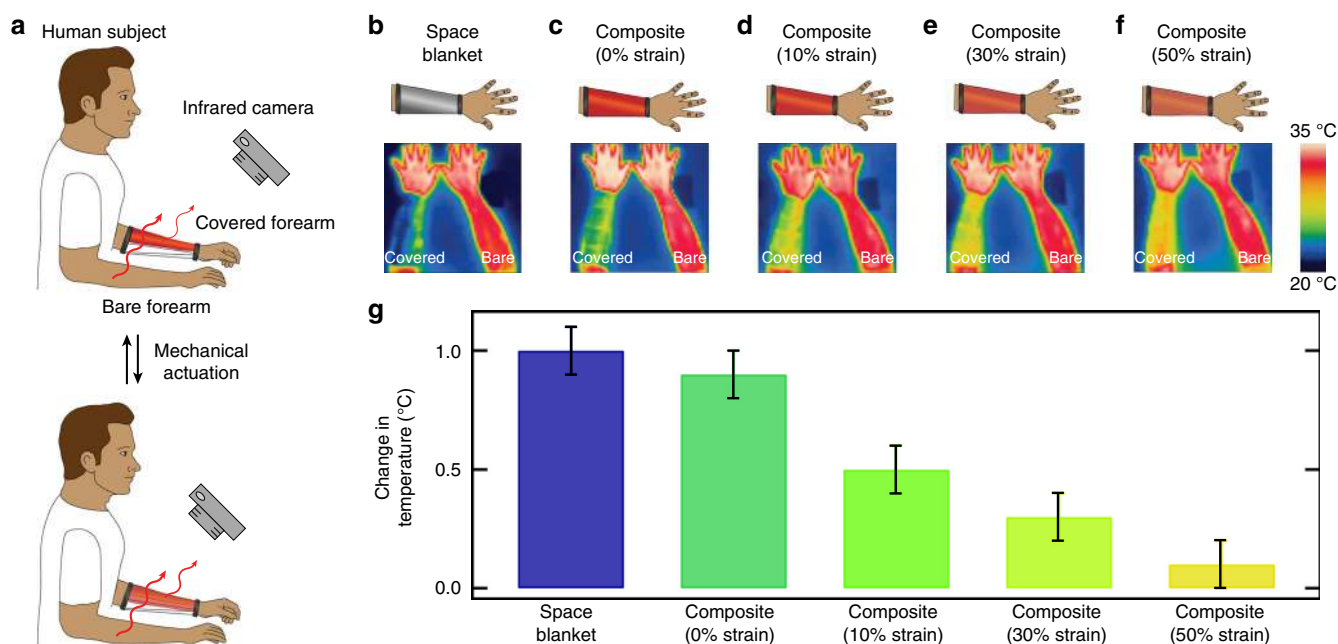 a
Human subject
Infrared camera
Covered forearm
Bare forearm
Mechanical
actuation
b
Space
blanket
Covered
Bare
c
Composite
(0% strain)
Covered
Bare
d
Composite
(10% strain)
Covered
Bare
e
Composite
(30% strain)
Covered
Bare
f
Composite
(50% strain)
Covered
Bare
35 °C
20 °C
g
Change in
temperature (°C)
1.0
0.5
0.0
Space
blanket
Composite
(0% strain)
Composite
(10% strain)
Composite
(30% strain)
Composite
(50% strain)